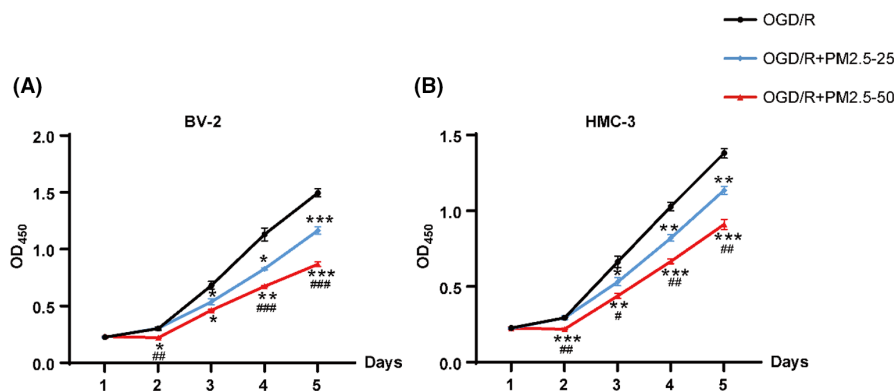 OGD/R
OGD/R+PM2.5-25
OGD/R+PM2.5-50
(A)
BV-2
OD450
2.0
1.5
1.0
0.5
0.0
***
*
*
***
###
**
###
*
*
##
1 2 3 4 5 Days
(B)
HMC-3
OD450
1.5
1.0
0.5
0.0
**
**
*
***
##
***
##
**
#
***
##
1 2 3 4 5 Days